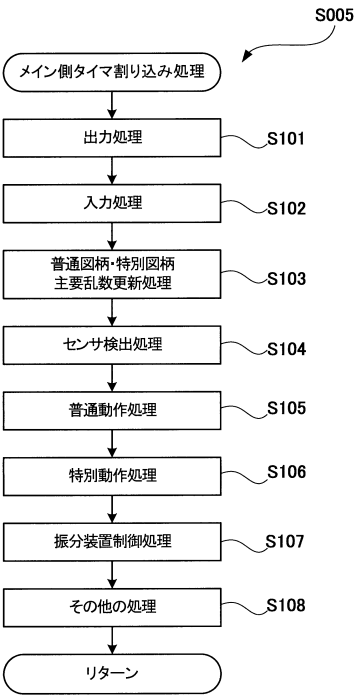 S005
メイン側タイマ割り込み処理
出力処理
S101
入力処理
S102
普通図柄・特別図柄
主要乱数更新処理
S103
センサ検出処理
S104
普通動作処理
S105
特別動作処理
S106
振分装置制御処理
S107
その他の処理
S108
リターン